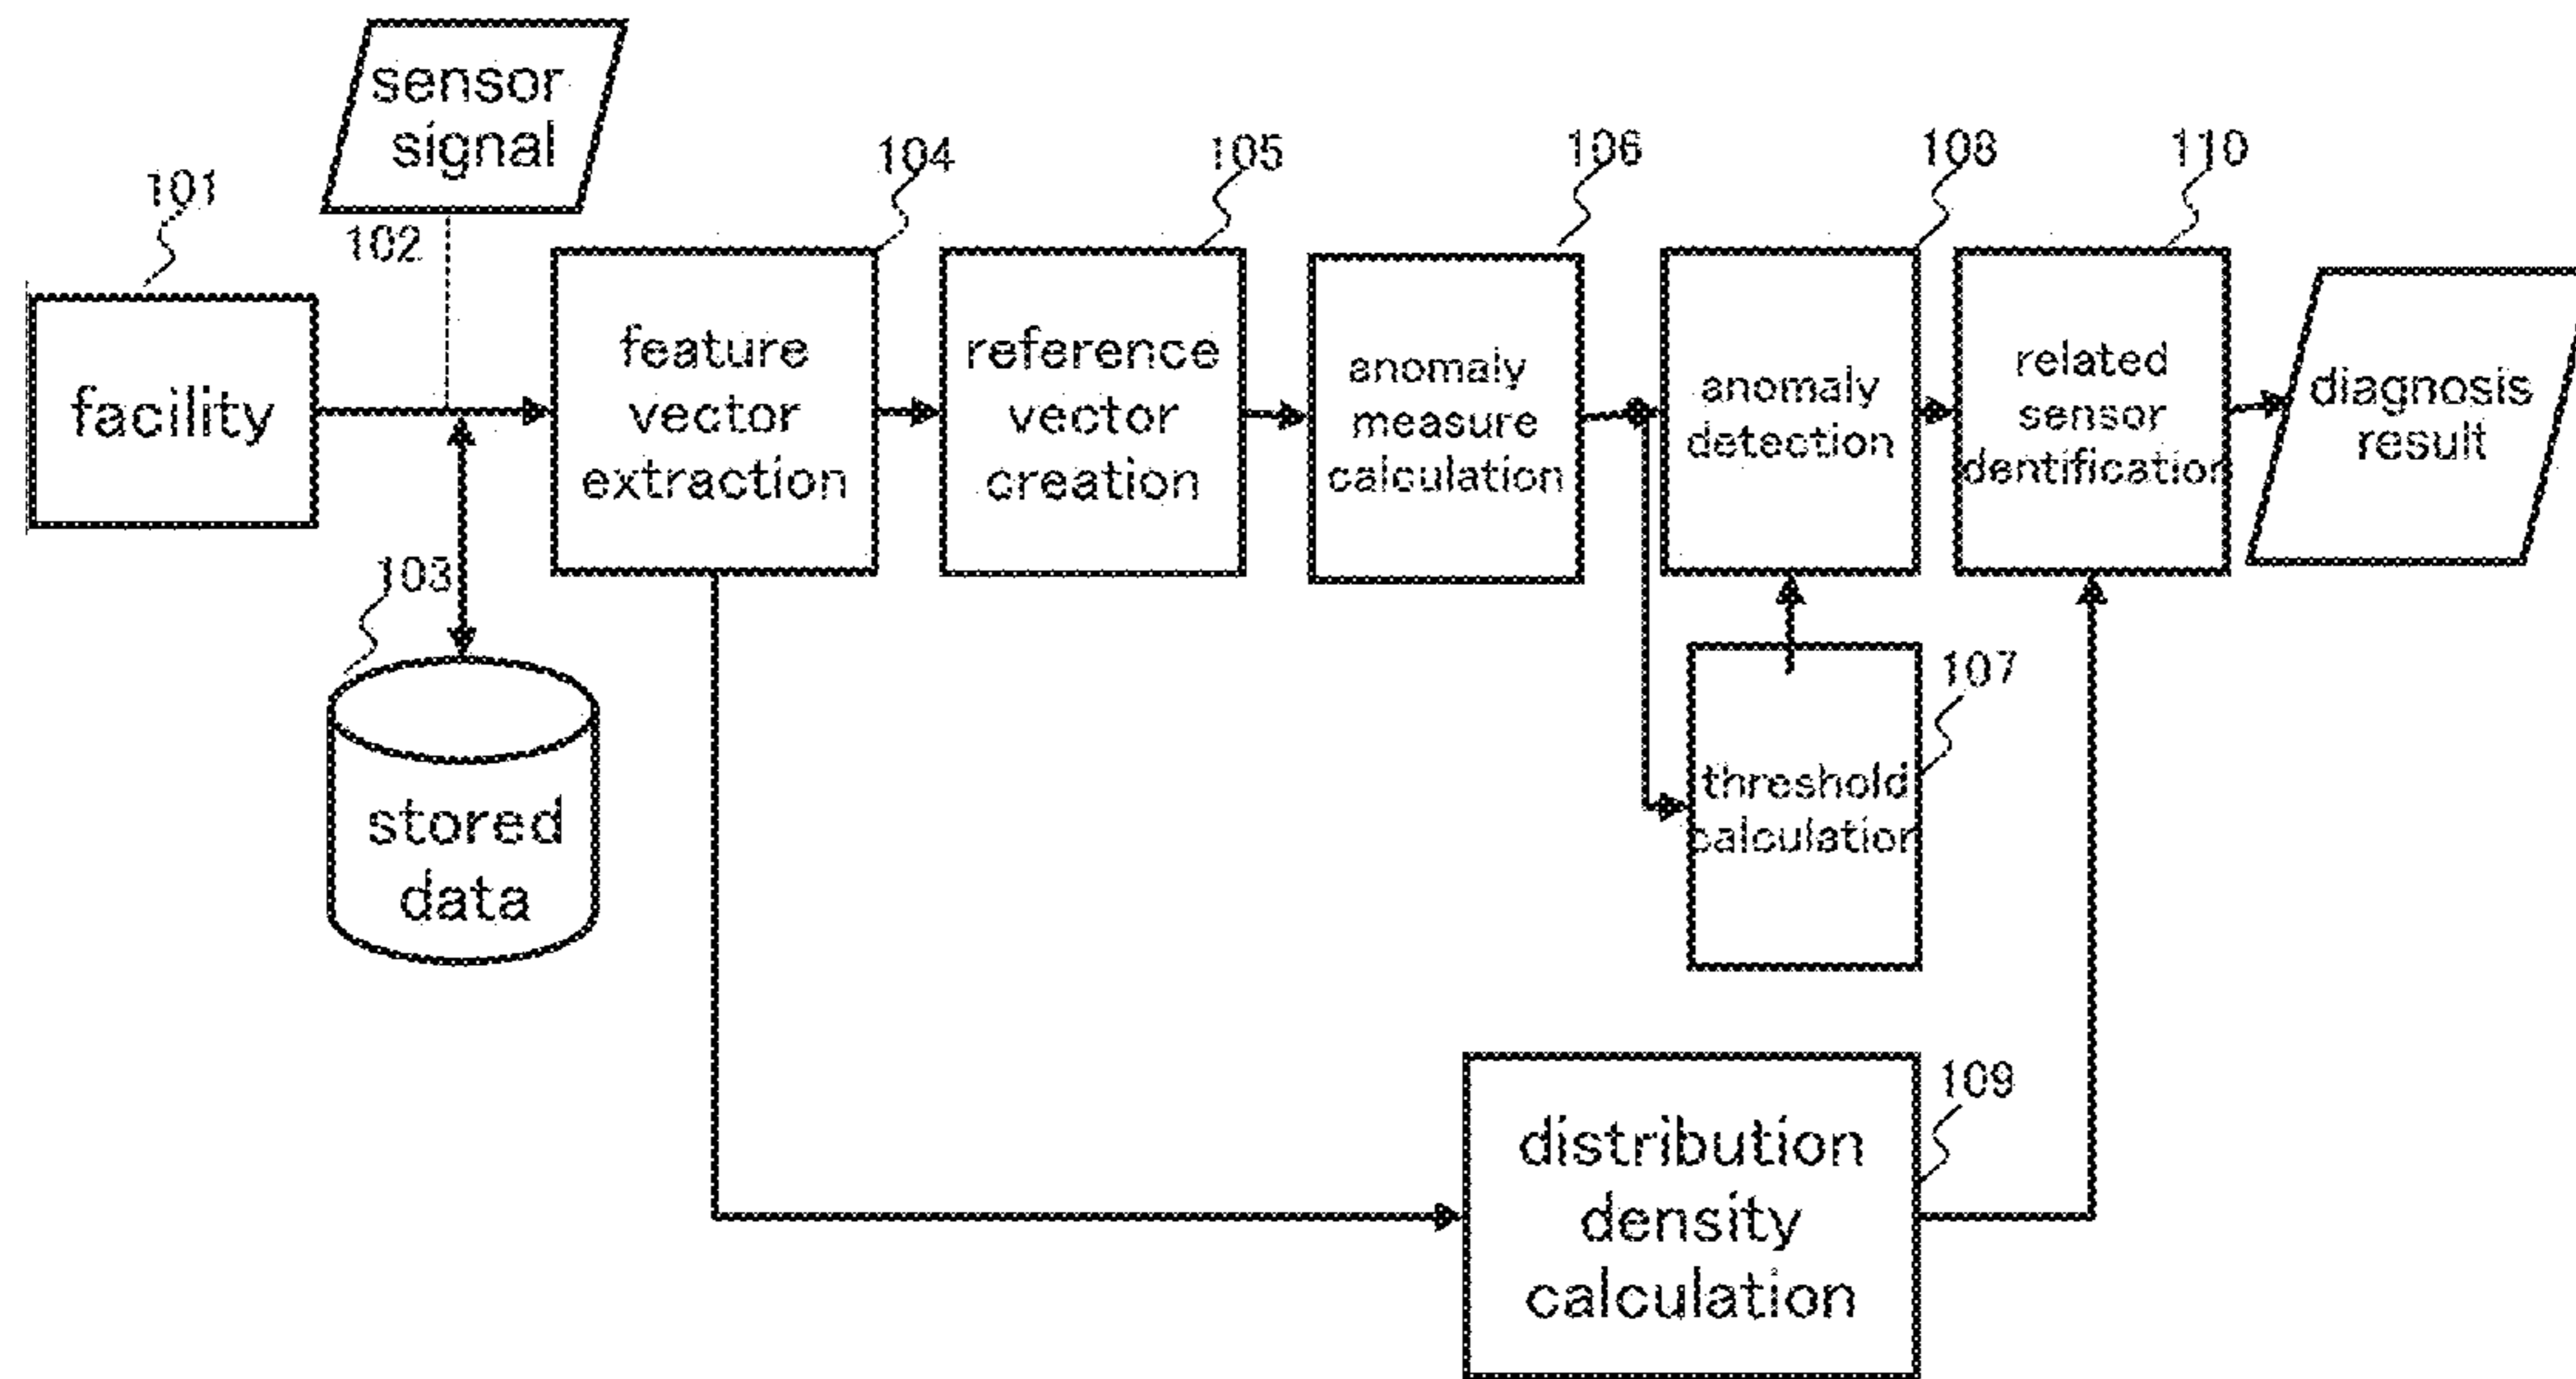 sensor
signal
101
102
104
105
106
108
110
facility
feature
vector
extraction
reference
vector
creation
anomaly
measure
calculation
anomaly
detection
related
sensor
dentification
diagnosis
result
103
stored
data
107
threshold
calculation
109
distribution
density
calculation